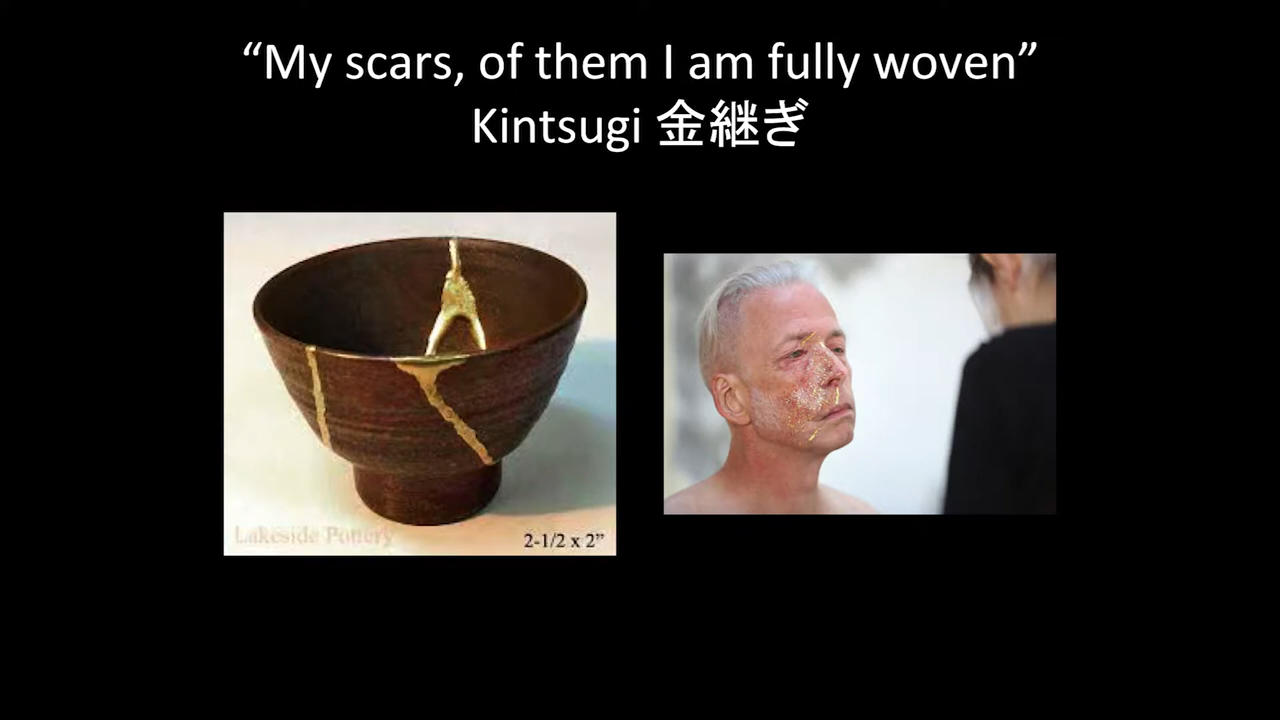 “My scars, of them I am fully woven”
Kintsugi 金継ぎ
Lakeside Pottery
2-1/2 x 2”